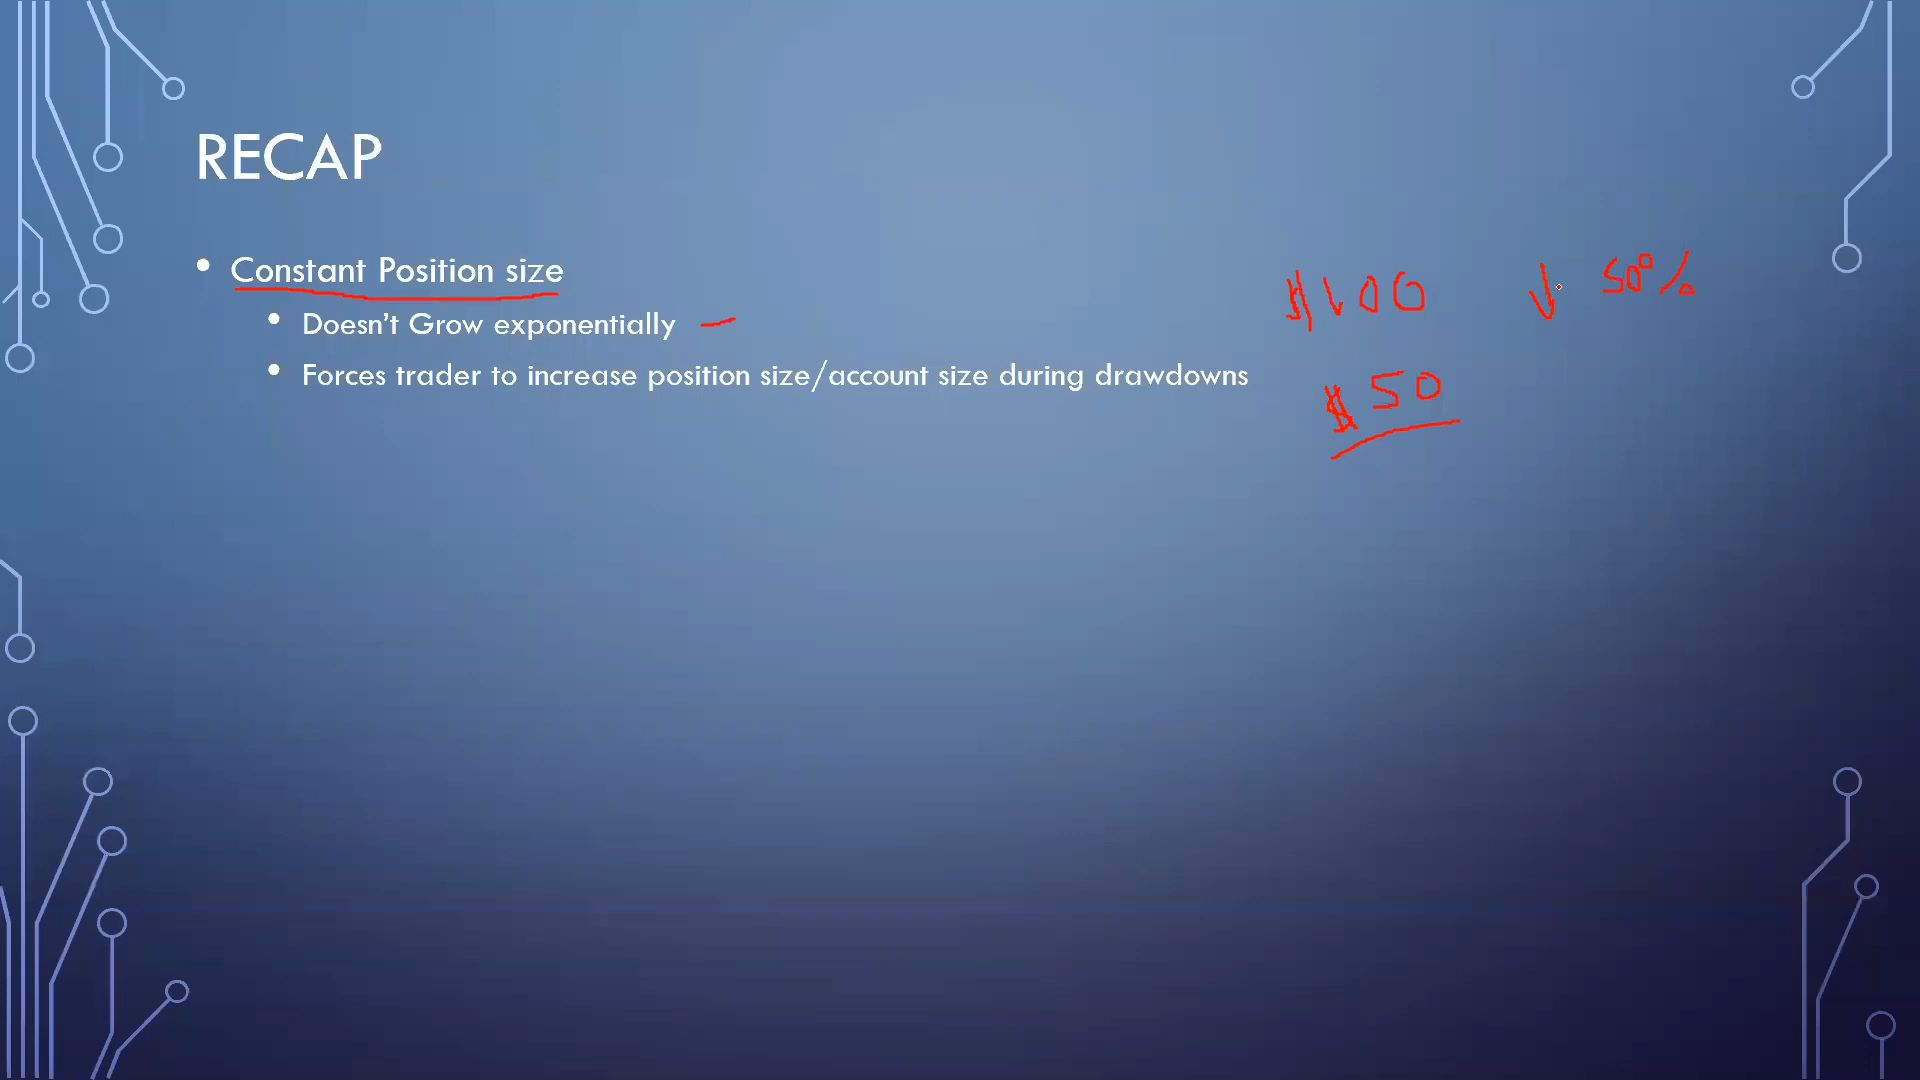 RECAP
• Constant Position size
• Doesn't Grow exponentially
• Forces trader to increase position size/account size during drawdowns
$100 ↓ 50%
$50